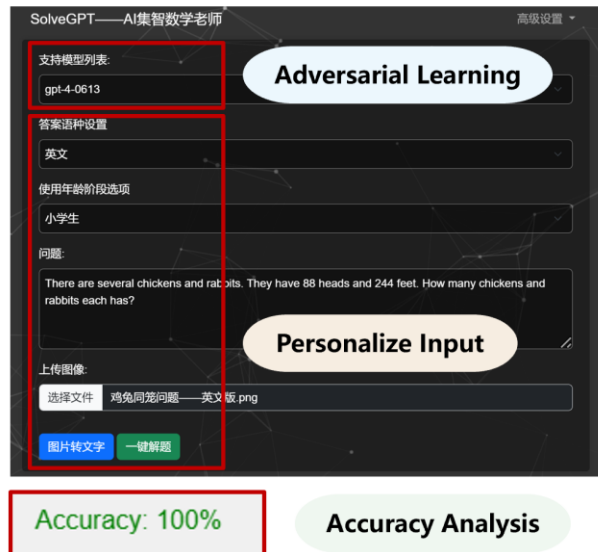 SolveGPT——AI集智数学老师
高级设置
支持模型列表:
Adversarial Learning
gpt-4-0613
答案语种设置
英文
使用年龄阶段选项
小学生
问题:
There are several chickens and rabbits. They have 88 heads and 244 feet. How many chickens and
rabbits each has?
Personalize Input
上传图像:
选择文件 鸡兔同笼问题——英文版.png
图片转文字 一键解题
Accuracy: 100%
Accuracy Analysis